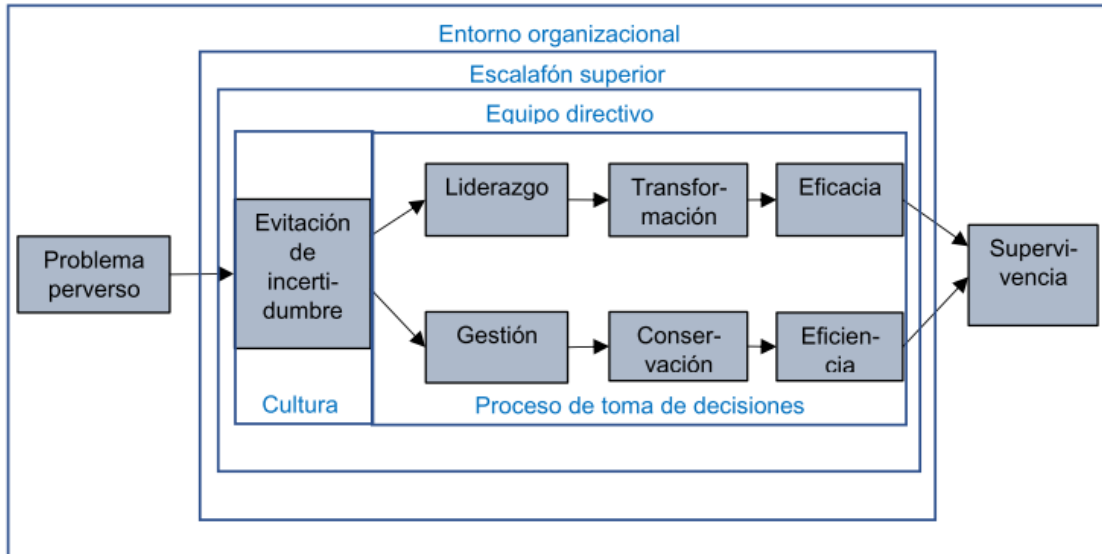 Entorno organizacional
Escalafón superior
Equipo directivo
Problema
perverso
Evitación
de
incerti-
dumbre
Liderazgo
Transfor-
mación
Eficacia
Gestión
Conser-
vación
Eficien-
cia
Supervi-
vencia
Cultura
Proceso de toma de decisiones